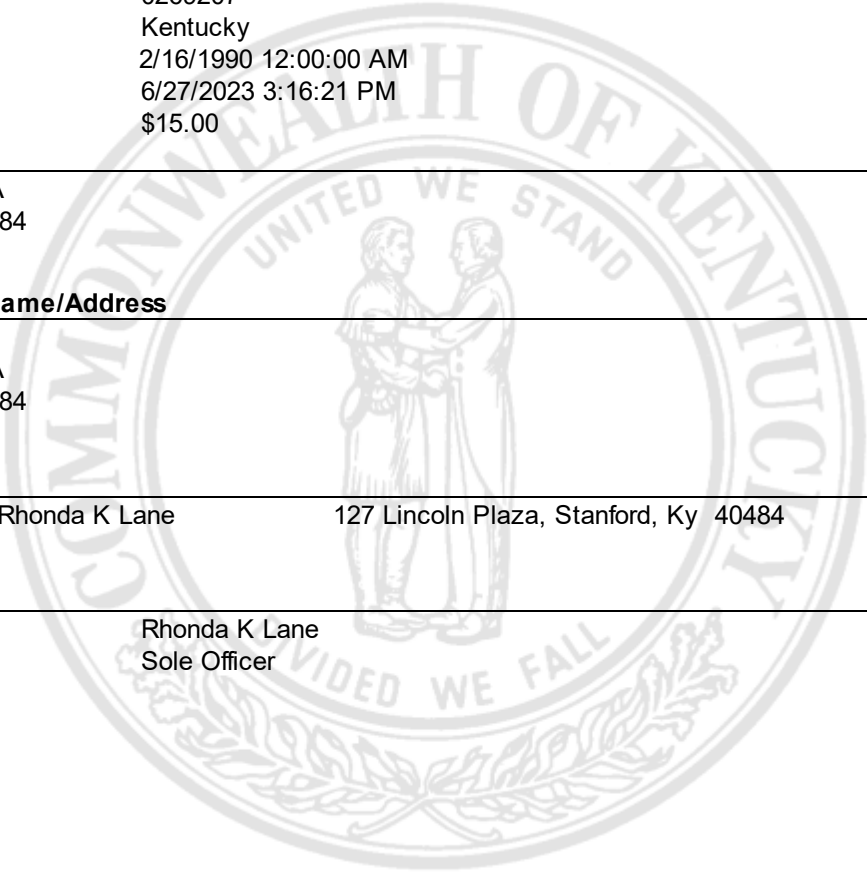 Kentucky
2/16/1990 12:00:00 AM
6/27/2023 3:16:21 PM
$15.00
84
ame/Address
84
Rhonda K Lane 127 Lincoln Plaza, Stanford, Ky 40484
Rhonda K Lane
Sole Officer
COMMONWEALTH OF KENTUCKY
UNITED WE STAND
DIVIDED WE FALL